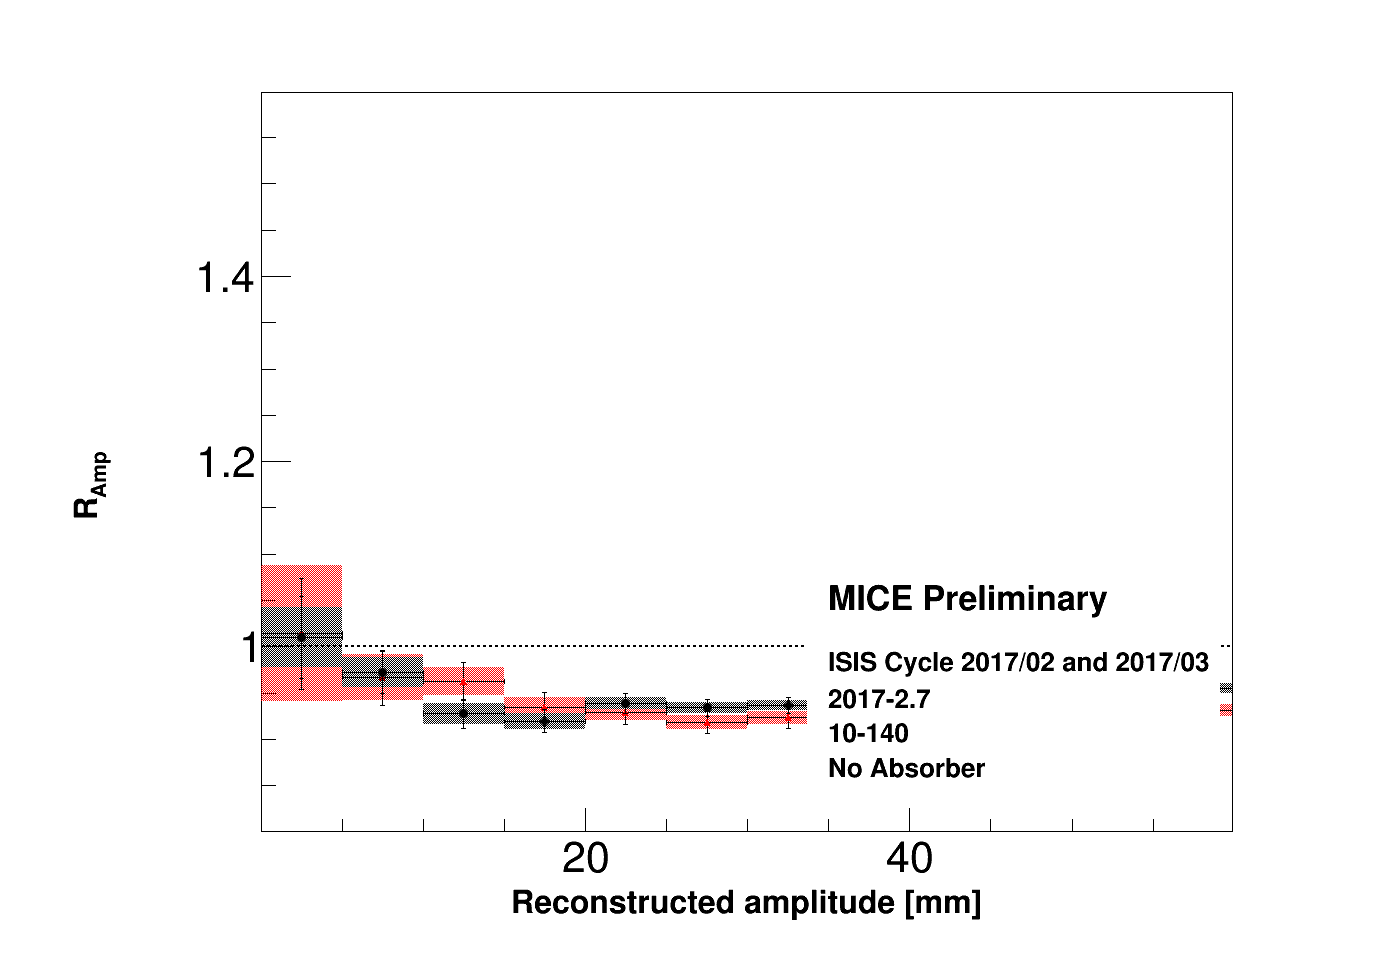 1.4
1.2
1
R_Amp
MICE Preliminary
ISIS Cycle 2017/02 and 2017/03
2017-2.7
10-140
No Absorber
20 40
Reconstructed amplitude [mm]